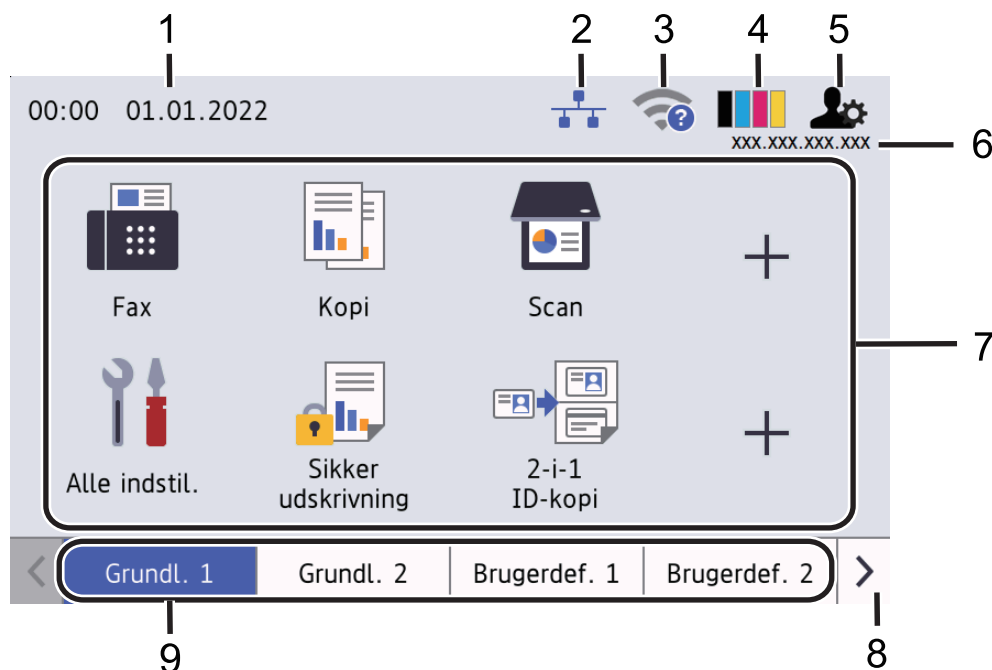 1 2 3 4 5
00:00 01.01.2022
XXX.XXX.XXX.XXX 6
Fax Kopi Scan
7
Alle indstil. Sikker udskrivning 2-i-1 ID-kopi
Grundl. 1 Grundl. 2 Brugerdef. 1 Brugerdef. 2
9 8